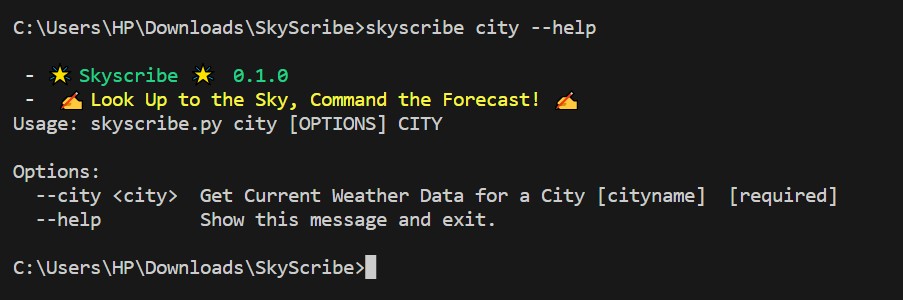 C:\Users\HP\Downloads\SkyScribe>skyscribe city --help
- 🌟 Skyscribe 🌟 0.1.0
- ✍ Look Up to the Sky, Command the Forecast! ✍
Usage: skyscribe.py city [OPTIONS] CITY
Options:
--city <city>  Get Current Weather Data for a City [cityname]  [required]
--help         Show this message and exit.
C:\Users\HP\Downloads\SkyScribe>